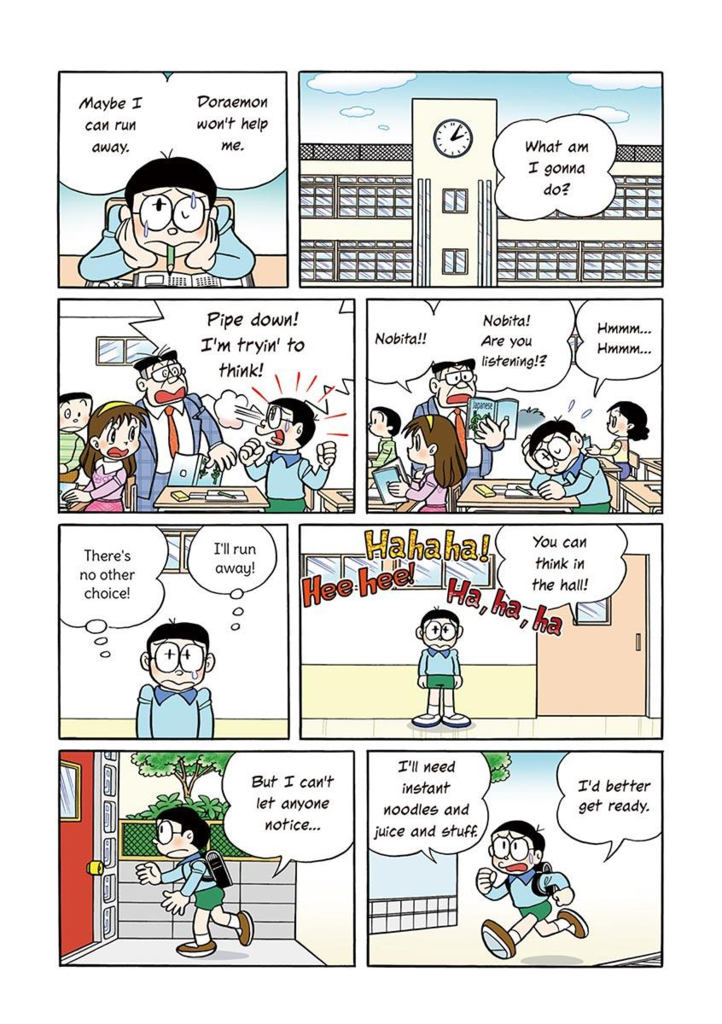 What am
I gonna
do?
Doraemon
won't help
me.
Maybe I
can run
away.
Hmmm...
Hmmm...
Nobita!
Are you
listening!?
Nobita!!
Japanese
Pipe down!
I'm tryin' to
think!
You can
think in
the hall!
Hahaha!
Hee hee!
Ha, ha, ha
I'll run
away!
There's
no other
choice!
I'd better
get ready.
I'll need
instant
noodles and
juice and stuff.
But I can't
let anyone
notice...